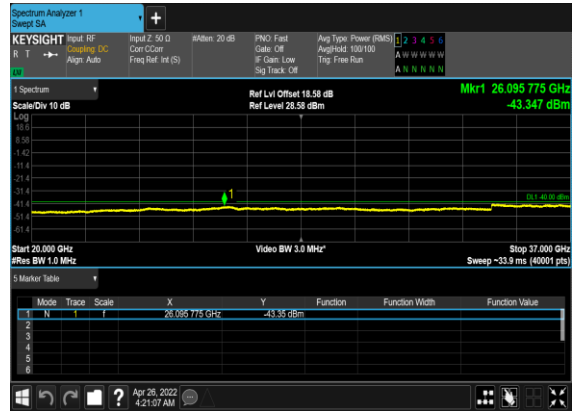 Spectrum Analyzer 1
Swept SA
+
KEYSIGHT Input: RF Input Z: 50 Ω #Atten: 20 dB PNO: Fast Avg Type: Power (RMS) 1 2 3 4 5 6
R T Coupling: DC Corr CCorr Gate: Off Avg|Hold: 100/100 A W W W W W
Align: Auto Freq Ref: Int (S) IF Gain: Low Trig: Free Run A N N N N N
Sig Track: Off
1 Spectrum Ref Lvl Offset 18.58 dB Mkr1 26.095 775 GHz
Scale/Div 10 dB Ref Level 28.58 dBm -43.347 dBm
Log
18.6
8.58
-1.42
-11.4
-21.4
-31.4
1
DL1 -40.00 dBm
-41.4
-51.4
-61.4
Start 20.000 GHz Video BW 3.0 MHz* Stop 37.000 GHz
#Res BW 1.0 MHz Sweep ~33.9 ms (40001 pts)
5 Marker Table
Mode Trace Scale X Y Function Function Width Function Value
1 N 1 f 26.095 775 GHz -43.35 dBm
2
3
4
5
6
? Apr 26, 2022
4:21:07 AM